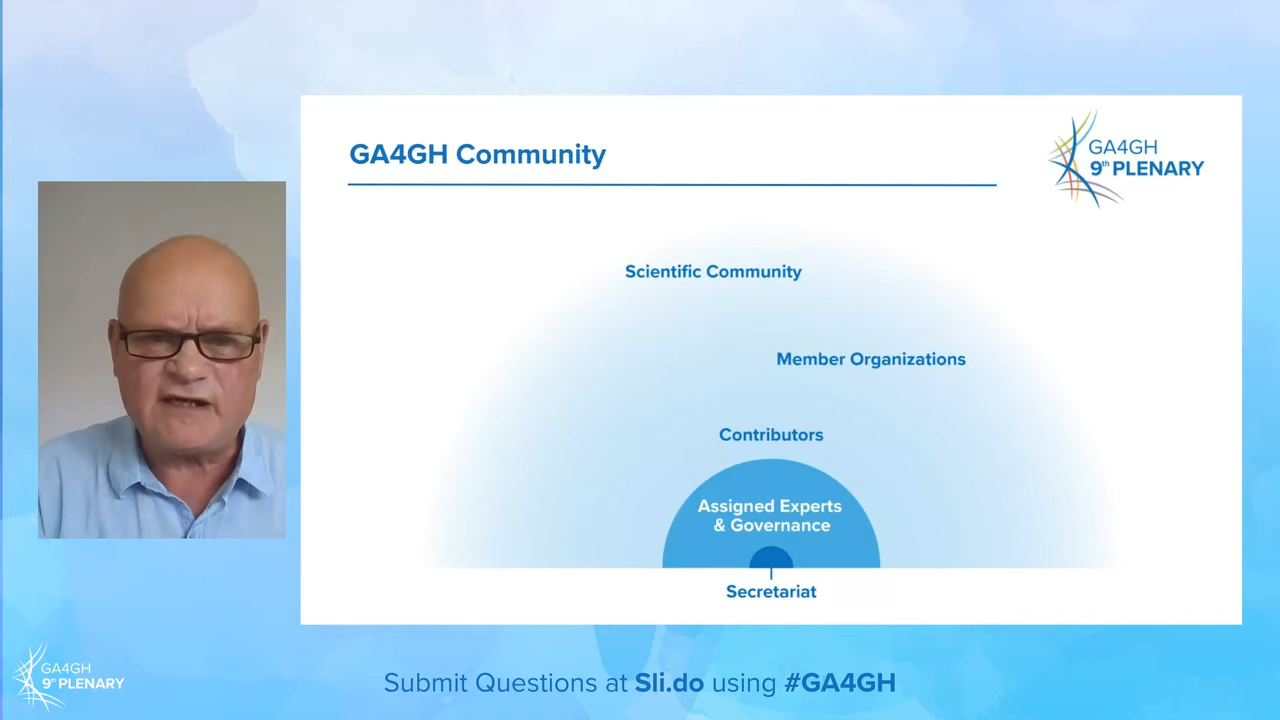 GA4GH Community
GA4GH
9th PLENARY
Scientific Community
Member Organizations
Contributors
Assigned Experts
& Governance
Secretariat
GA4GH
9th PLENARY
Submit Questions at Sli.do using #GA4GH